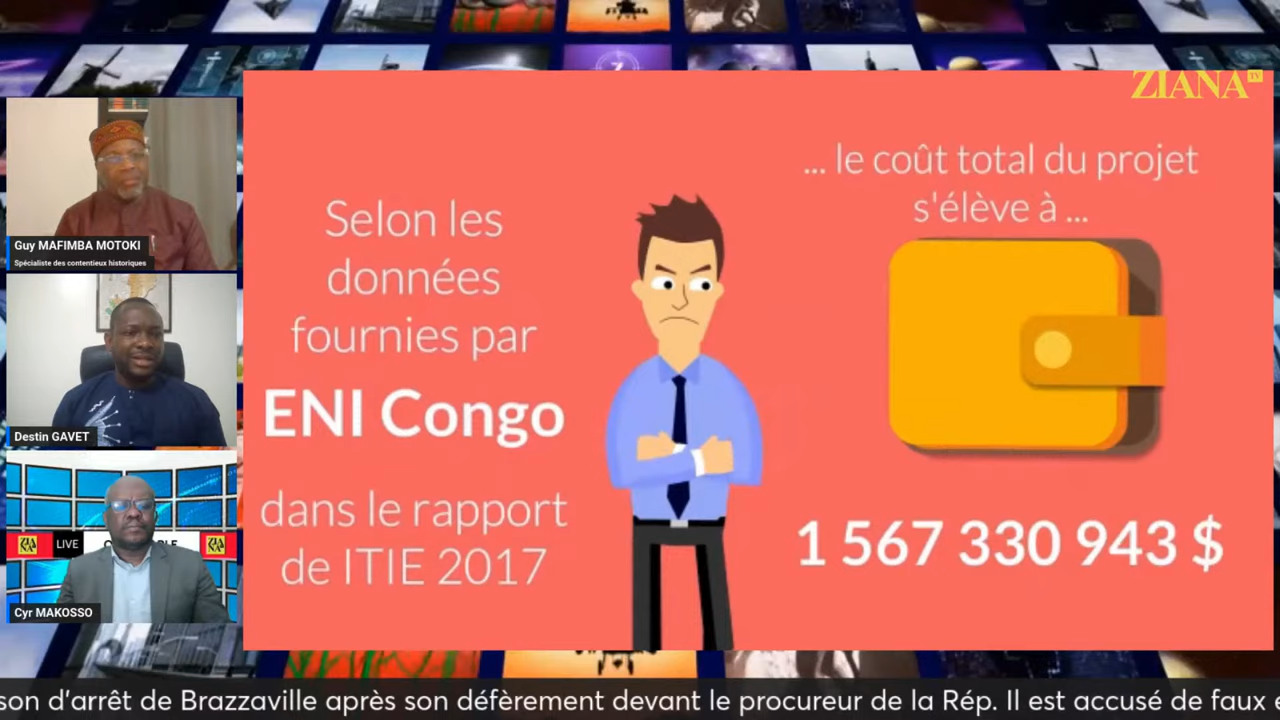 ZIANA TV
Guy MAFIMBA MOTOKI
Spécialiste des contentieux historiques
Destin GAVET
LIVE
Cyr MAKOSSO
Selon les
données
fournies par
ENI Congo
dans le rapport
de ITIE 2017
... le coût total du projet
s'élève à ...
1 567 330 943 $
son d'arrêt de Brazzaville après son défèrement devant le procureur de la Rép. Il est accusé de faux